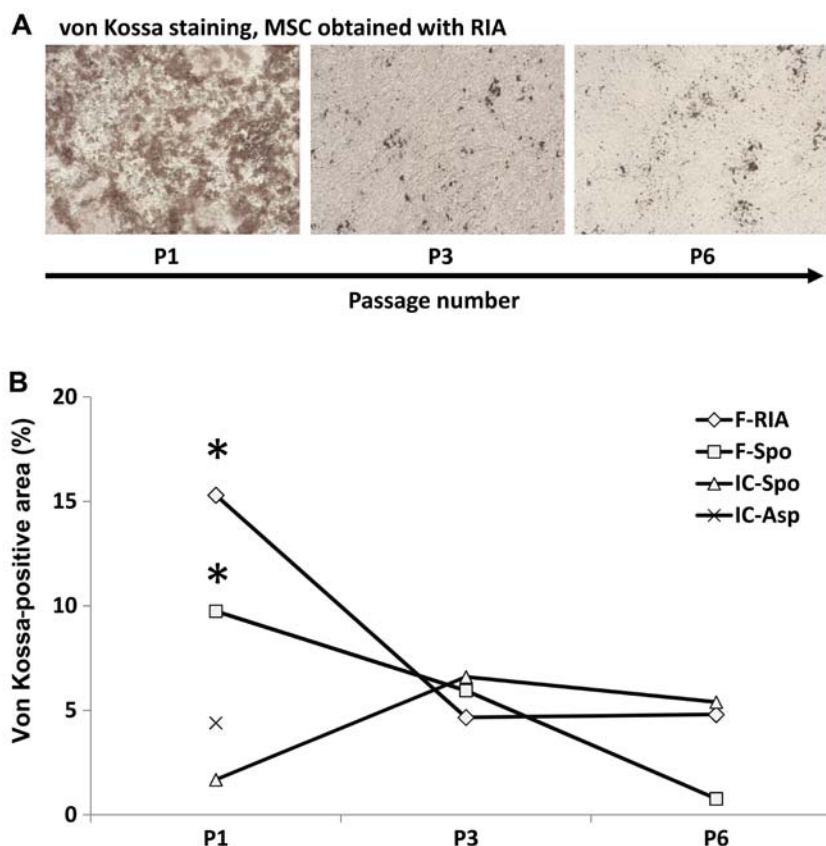 A von Kossa staining, MSC obtained with RIA
P1 P3 P6
Passage number
B
Von Kossa-positive area (%)
20
15
10
5
0
*
*
F-RIA
F-Spo
IC-Spo
IC-Asp
P1 P3 P6